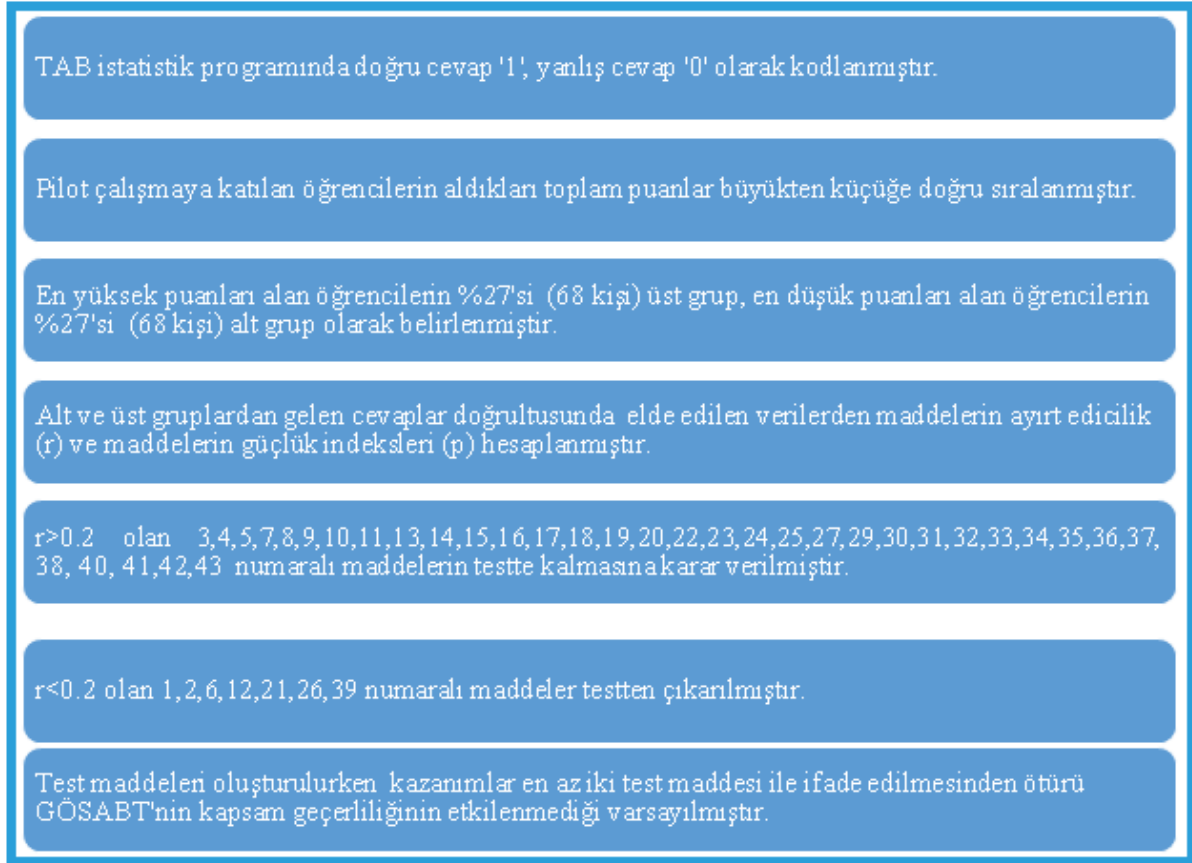 TAB istatistik programında doğru cevap '1', yanlış cevap '0' olarak kodlanmıştır.
Pilot çalışmaya katılan öğrencilerin aldıkları toplam puanlar büyükten küçüğe doğru sıralanmıştır.
En yüksek puanları alan öğrencilerin %27'si (68 kişi) üst grup, en düşük puanları alan öğrencilerin
%27'si (68 kişi) alt grup olarak belirlenmiştir.
Alt ve üst gruplardan gelen cevaplar doğrultusunda elde edilen verilerden maddelerin ayırt edicilik
(r) ve maddelerin güçlük indeksleri (p) hesaplanmıştır.
r>0.2 olan 3,4,5,7,8,9,10,11,13,14,15,16,17,18,19,20,22,23,24,25,27,29,30,31,32,33,34,35,36,37,
38, 40, 41,42,43 numaralı maddelerin testte kalmasına karar verilmiştir.
r<0.2 olan 1,2,6,12,21,26,39 numaralı maddeler testten çıkarılmıştır.
Test maddeleri oluşturulurken kazanımlar en az iki test maddesi ile ifade edilmesinden ötürü
GÖSABT'nin kapsam geçerliliğinin etkilenmediği varsayılmıştır.